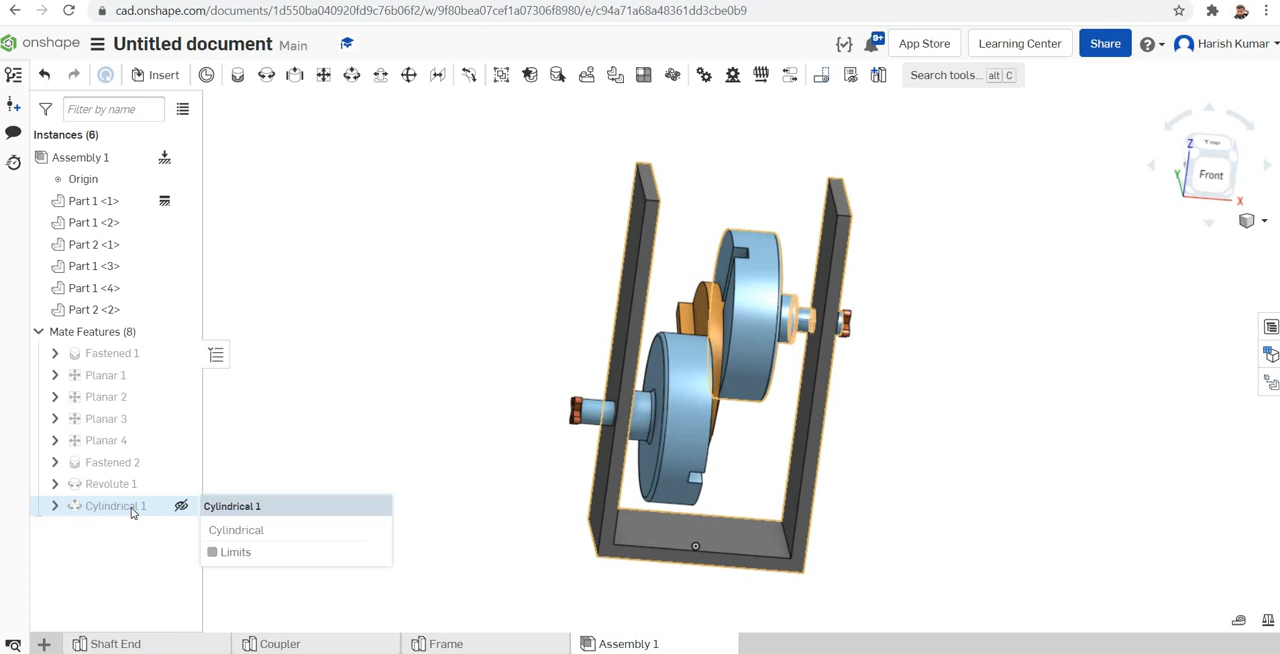 cad.onshape.com/documents/1d550ba040920fd9c76b06f2/w/9f80bea07cef1a07306f8980/e/c94a71a68a48361dd3cbe0b9
onshape Untitled document Main 9+ App Store Learning Center Share Harish Kumar
Insert Search tools... alt C
Filter by name
Instances (6)
Assembly 1
Origin
Part 1 <1>
Part 1 <2>
Part 2 <1>
Part 1 <3>
Part 1 <4>
Part 2 <2>
Mate Features (8)
Fastened 1
Planar 1
Planar 2
Planar 3
Planar 4
Fastened 2
Revolute 1
Cylindrical 1
Cylindrical 1
Cylindrical
Limits
Top
Z
Front
Y
X
Shaft End Coupler Frame Assembly 1